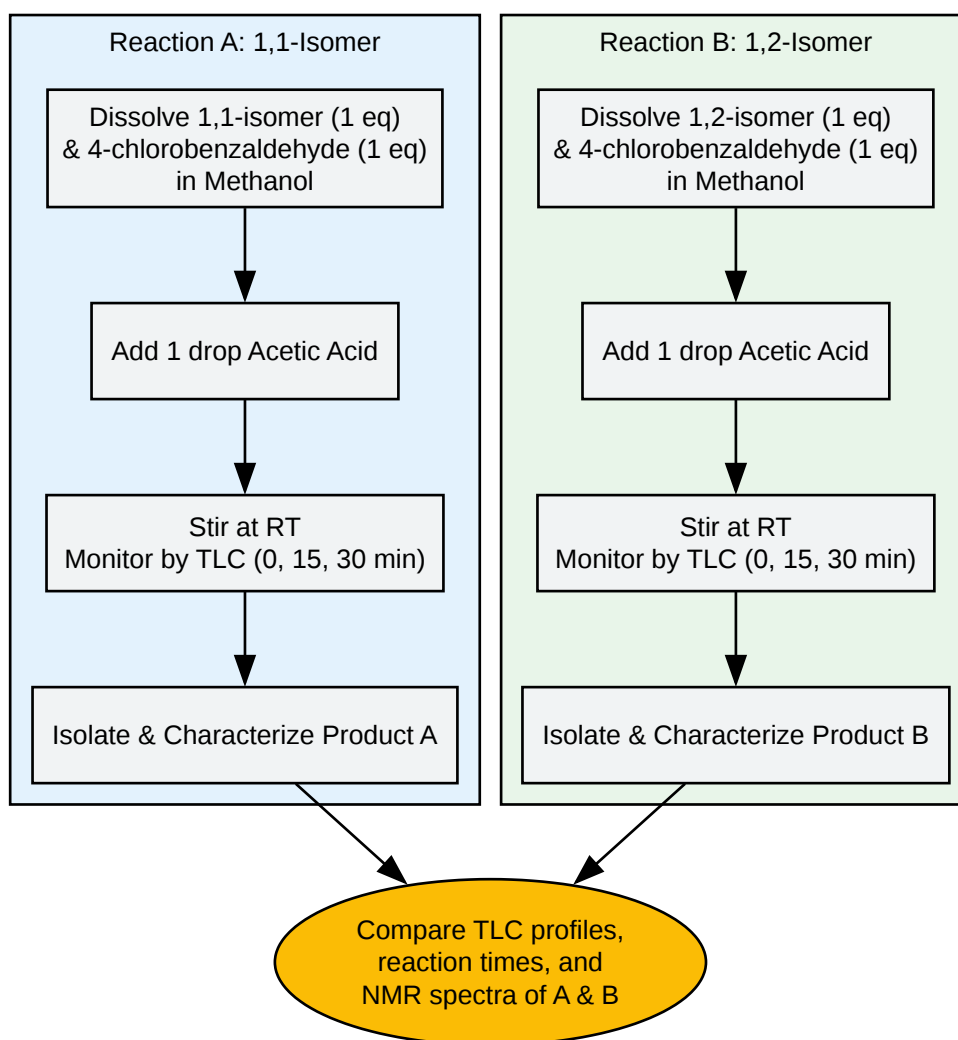 Reaction A: 1,1-Isomer
Dissolve 1,1-isomer (1 eq)
& 4-chlorobenzaldehyde (1 eq)
in Methanol
Add 1 drop Acetic Acid
Stir at RT
Monitor by TLC (0, 15, 30 min)
Isolate & Characterize Product A
Reaction B: 1,2-Isomer
Dissolve 1,2-isomer (1 eq)
& 4-chlorobenzaldehyde (1 eq)
in Methanol
Add 1 drop Acetic Acid
Stir at RT
Monitor by TLC (0, 15, 30 min)
Isolate & Characterize Product B
Compare TLC profiles,
reaction times, and
NMR spectra of A & B